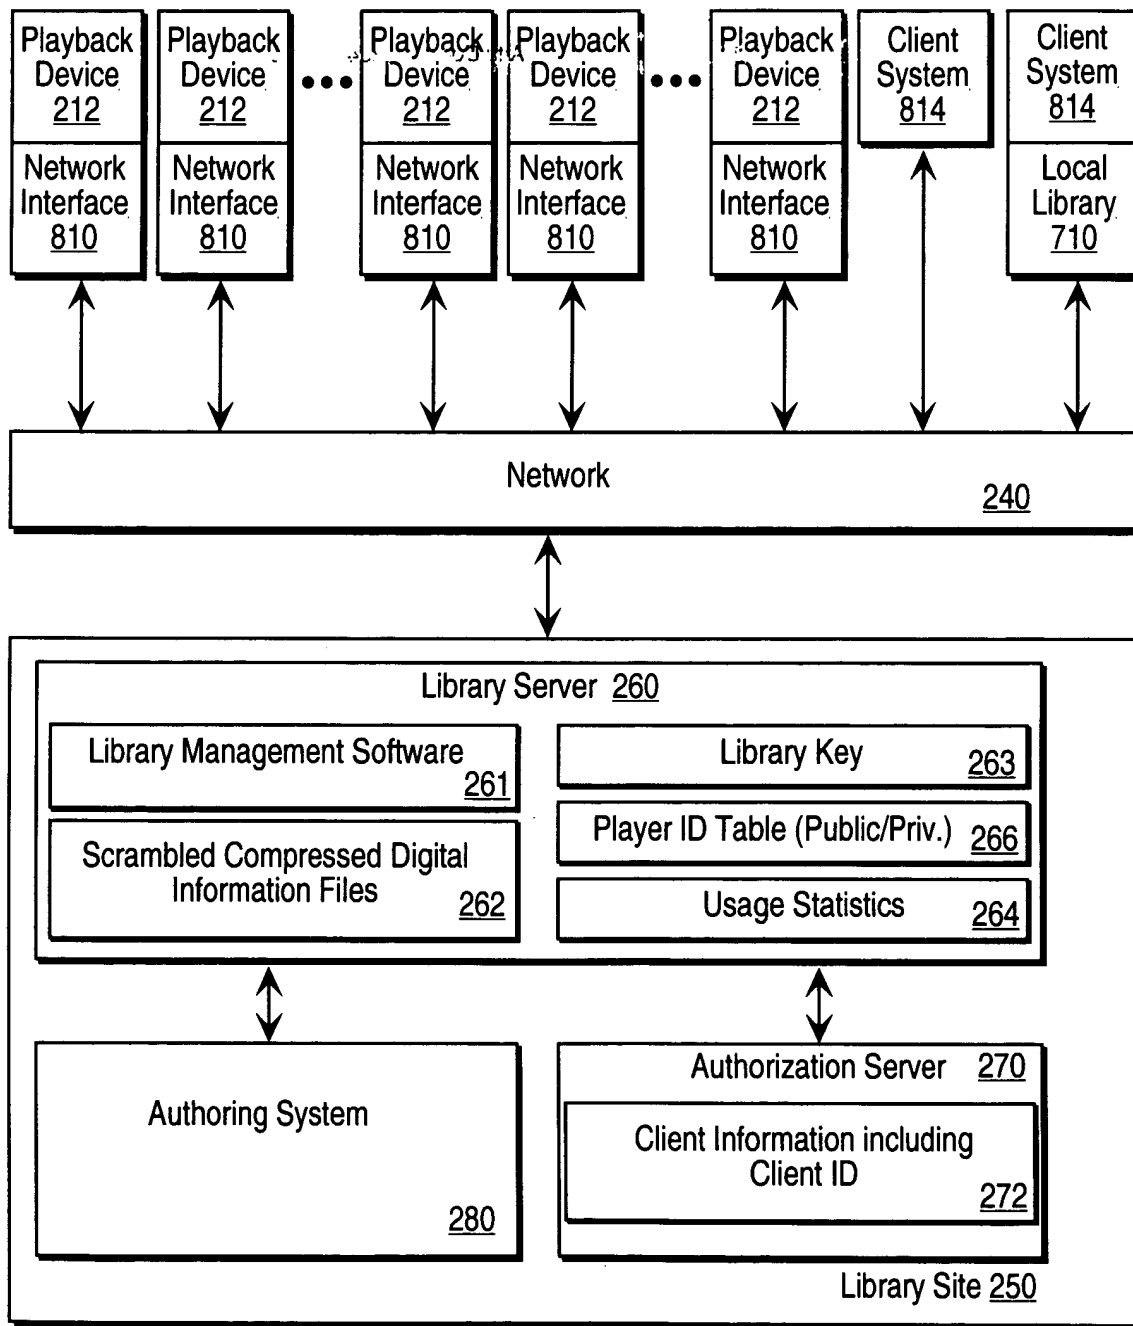 Playback
Device
212
Network
Interface
810
Playback
Device
212
Network
Interface
810
Playback
Device
212
Network
Interface
810
Playback
Device
212
Network
Interface
810
Playback
Device
212
Network
Interface
810
Client
System
814
Client
System
814
Local
Library
710
Network
240
Library Server 260
Library Management Software
261
Scrambled Compressed Digital
Information Files
262
Library Key
263
Player ID Table (Public/Priv.)
266
Usage Statistics
264
Authoring System
280
Authorization Server 270
Client Information including
Client ID
272
Library Site 250